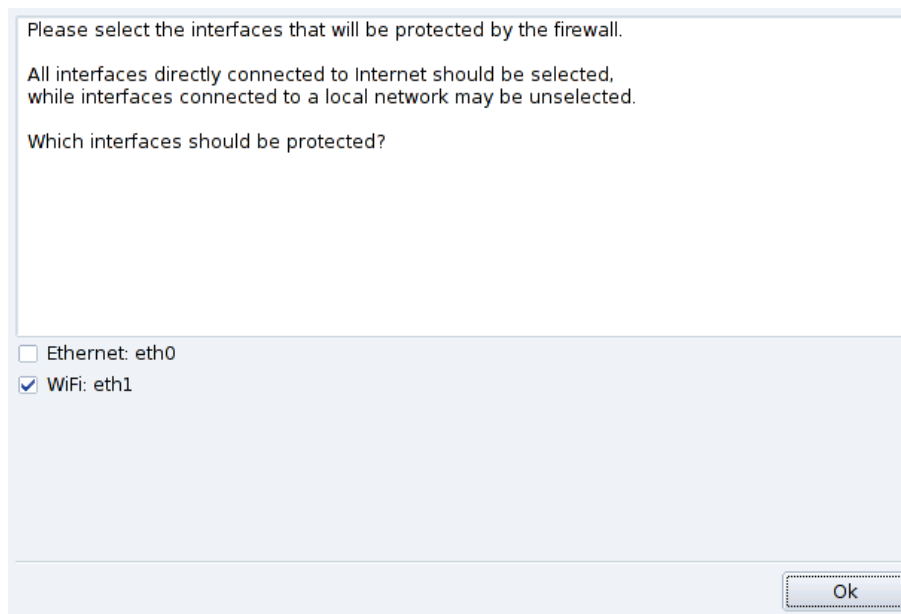 Please select the interfaces that will be protected by the firewall.
All interfaces directly connected to Internet should be selected,
while interfaces connected to a local network may be unselected.
Which interfaces should be protected?
Ethernet: eth0
WiFi: eth1
Ok